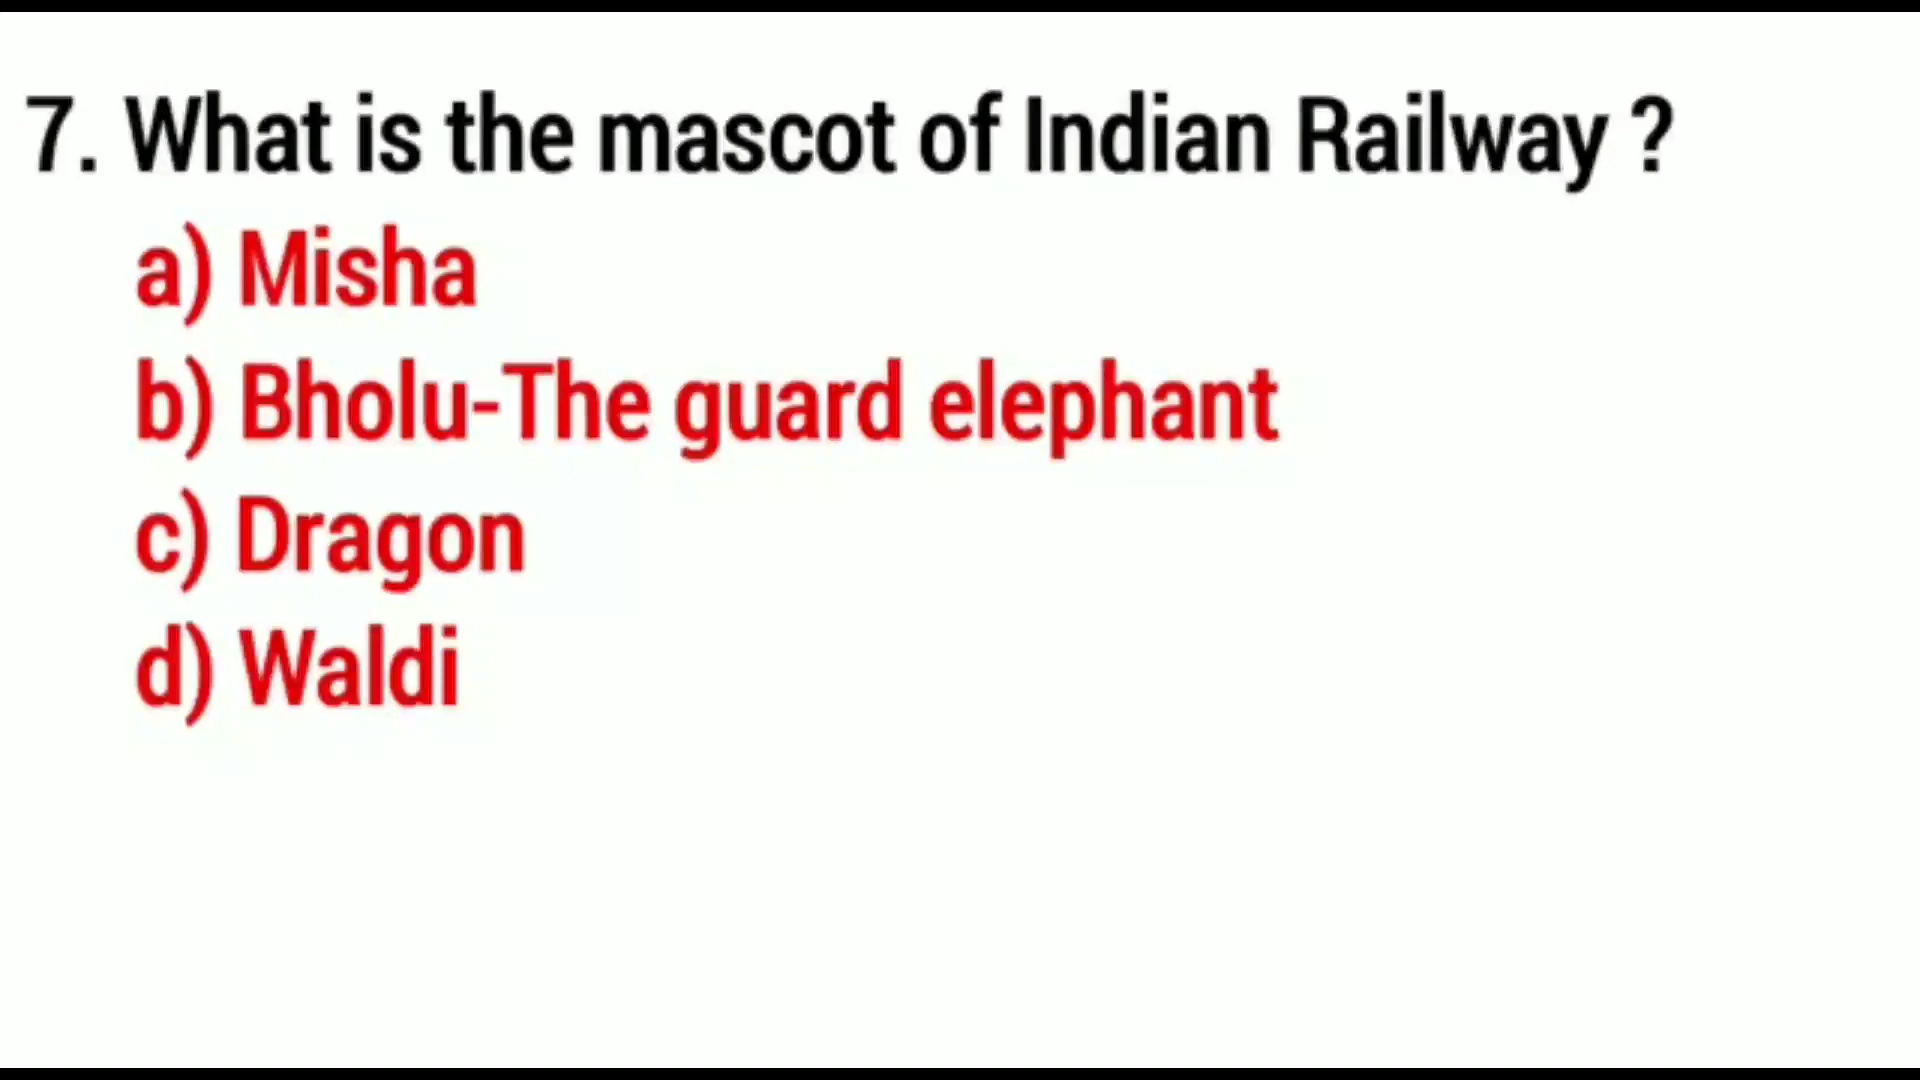 7. What is the mascot of Indian Railway ?
a) Misha
b) Bholu-The guard elephant
c) Dragon
d) Waldi